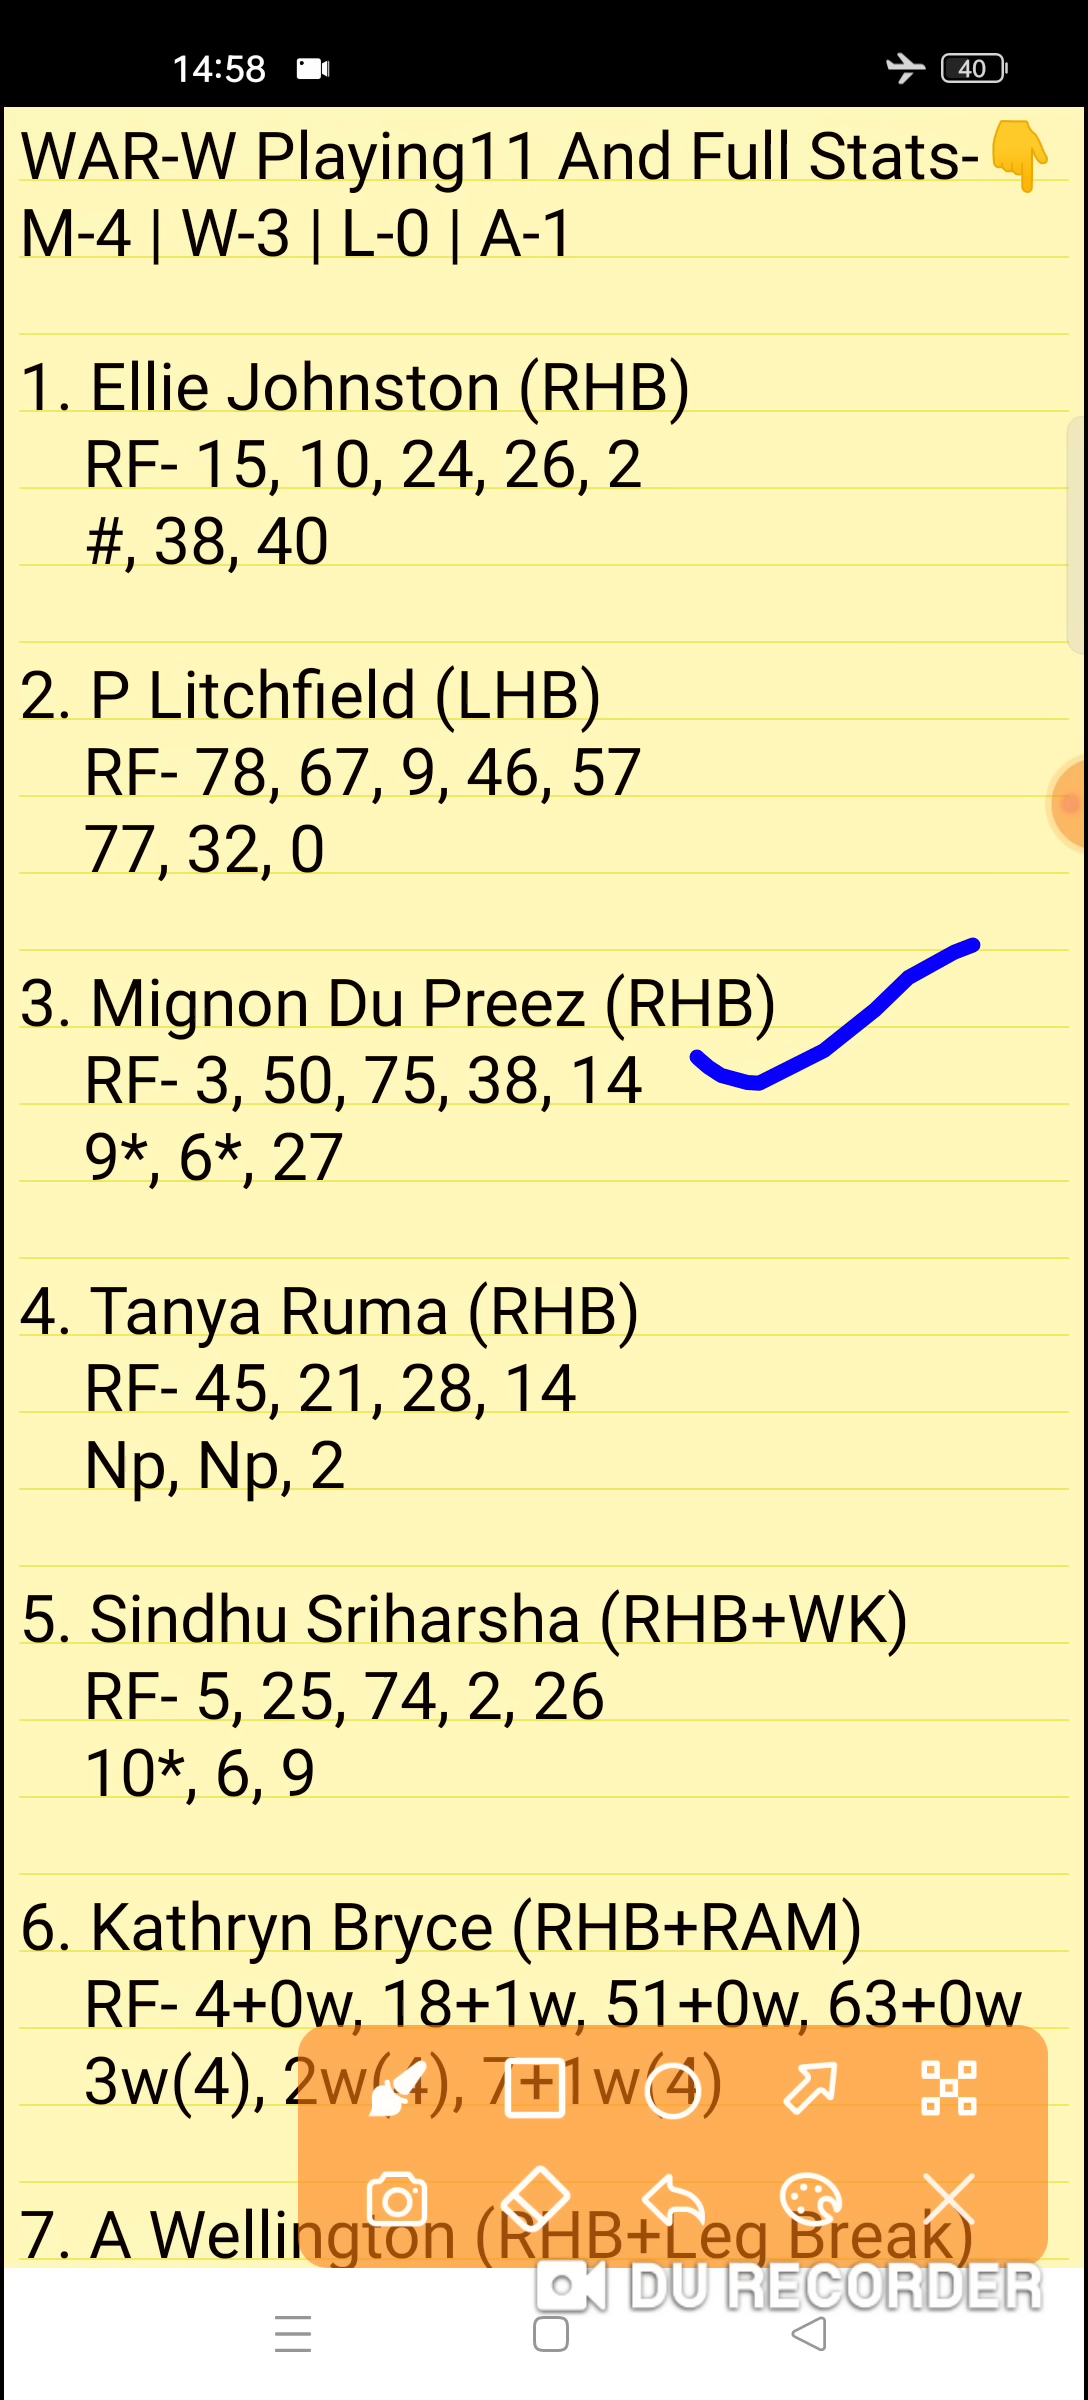 14:58
40
WAR-W Playing11 And Full Stats-👇
M-4 | W-3 | L-0 | A-1
1. Ellie Johnston (RHB)
RF- 15, 10, 24, 26, 2
#, 38, 40
2. P Litchfield (LHB)
RF- 78, 67, 9, 46, 57
77, 32, 0
3. Mignon Du Preez (RHB)
RF- 3, 50, 75, 38, 14
9*, 6*, 27
4. Tanya Ruma (RHB)
RF- 45, 21, 28, 14
Np, Np, 2
5. Sindhu Sriharsha (RHB+WK)
RF- 5, 25, 74, 2, 26
10*, 6, 9
6. Kathryn Bryce (RHB+RAM)
RF- 4+0w, 18+1w, 51+0w, 63+0w
3w(4), 2w(4), 7+1w(4)
7. A Wellington (RHB+Leg Break)
DU RECORDER